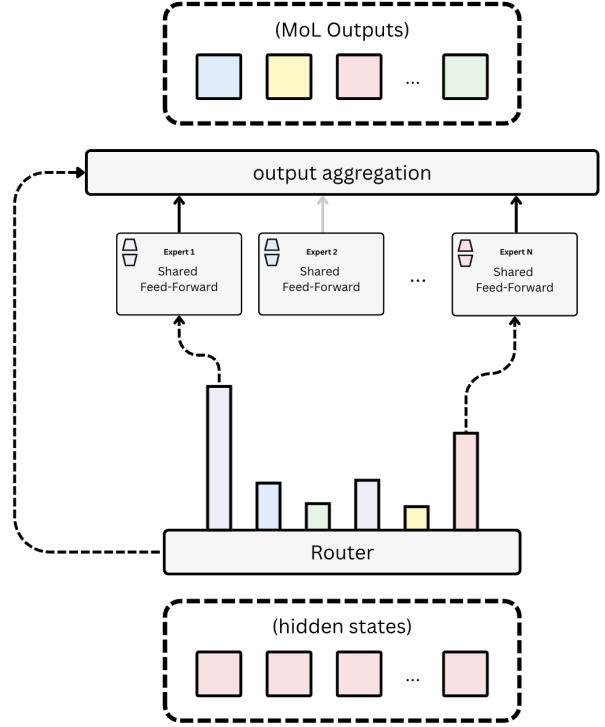 (MoL Outputs)
...
output aggregation
Expert 1
Shared
Feed-Forward
Expert 2
Shared
Feed-Forward
...
Expert N
Shared
Feed-Forward
Router
(hidden states)
...